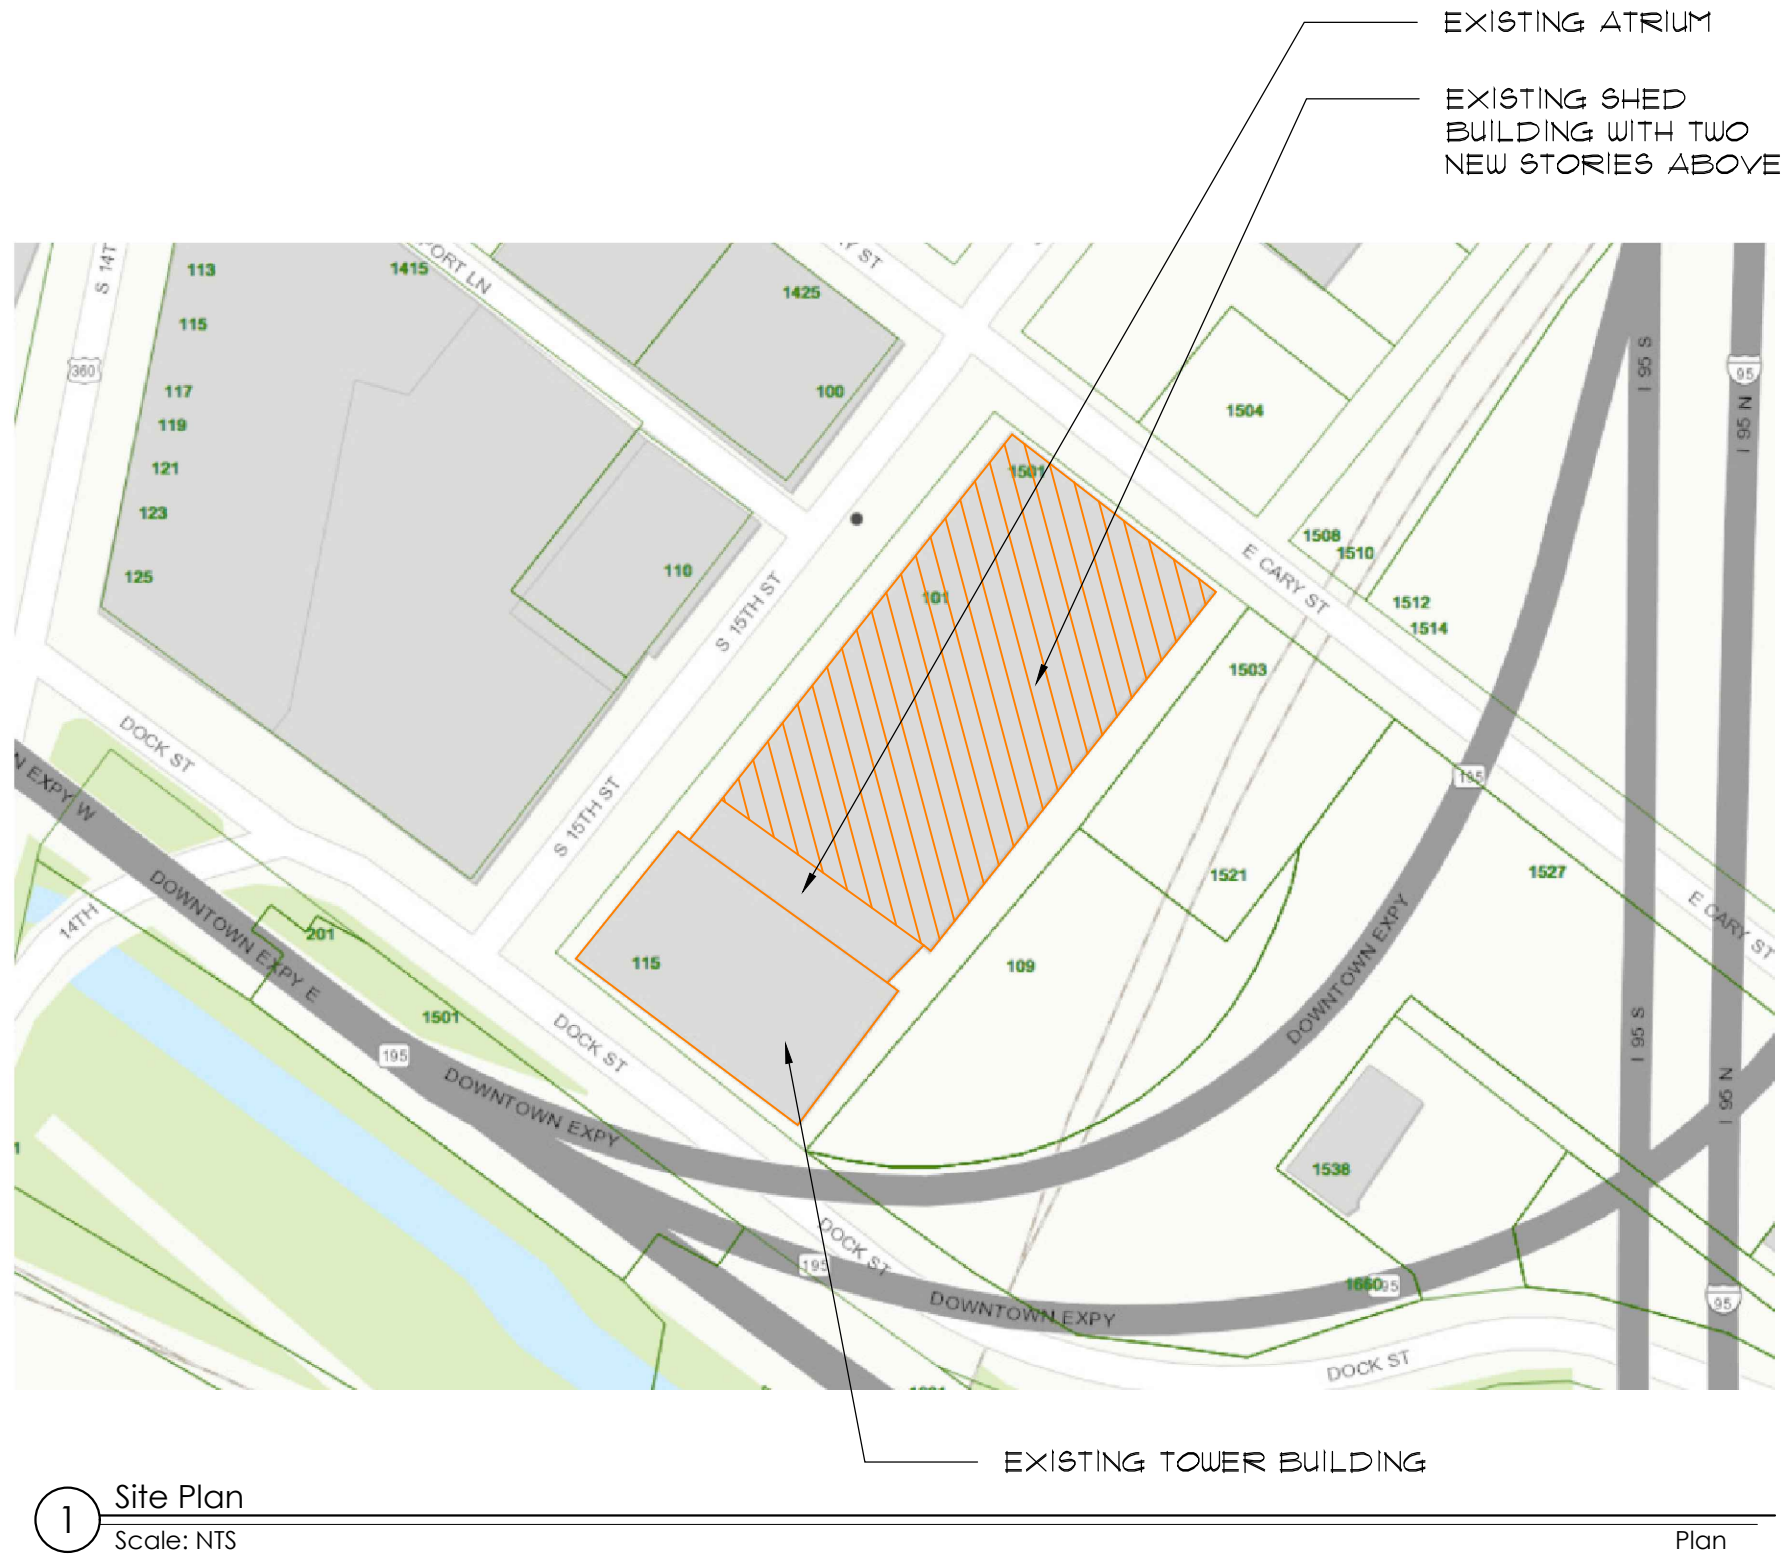 EXISTING ATRIUM
EXISTING SHED
BUILDING WITH TWO
NEW STORIES ABOVE
S 14T
113
1415
PORT LN
Y ST
1425
115
360
117
100
119
121
123
125
110
S 15TH ST
1501
101
1504
1508
1510
E CARY ST
1512
1514
I 95 S
95
I 95 N
1503
DOCK ST
N EXPY W
S 15TH ST
195
1521
1527
E CARY ST
14TH
DOWNTOWN EXPY E
201
115
109
DOWNTOWN EXPY
1501
DOCK ST
195
DOWNTOWN EXPY
I 95 S
I 95 N
1538
DOCK ST
195
DOWNTOWN EXPY
95
95
DOCK ST
EXISTING TOWER BUILDING
1
Site Plan
Scale: NTS
Plan